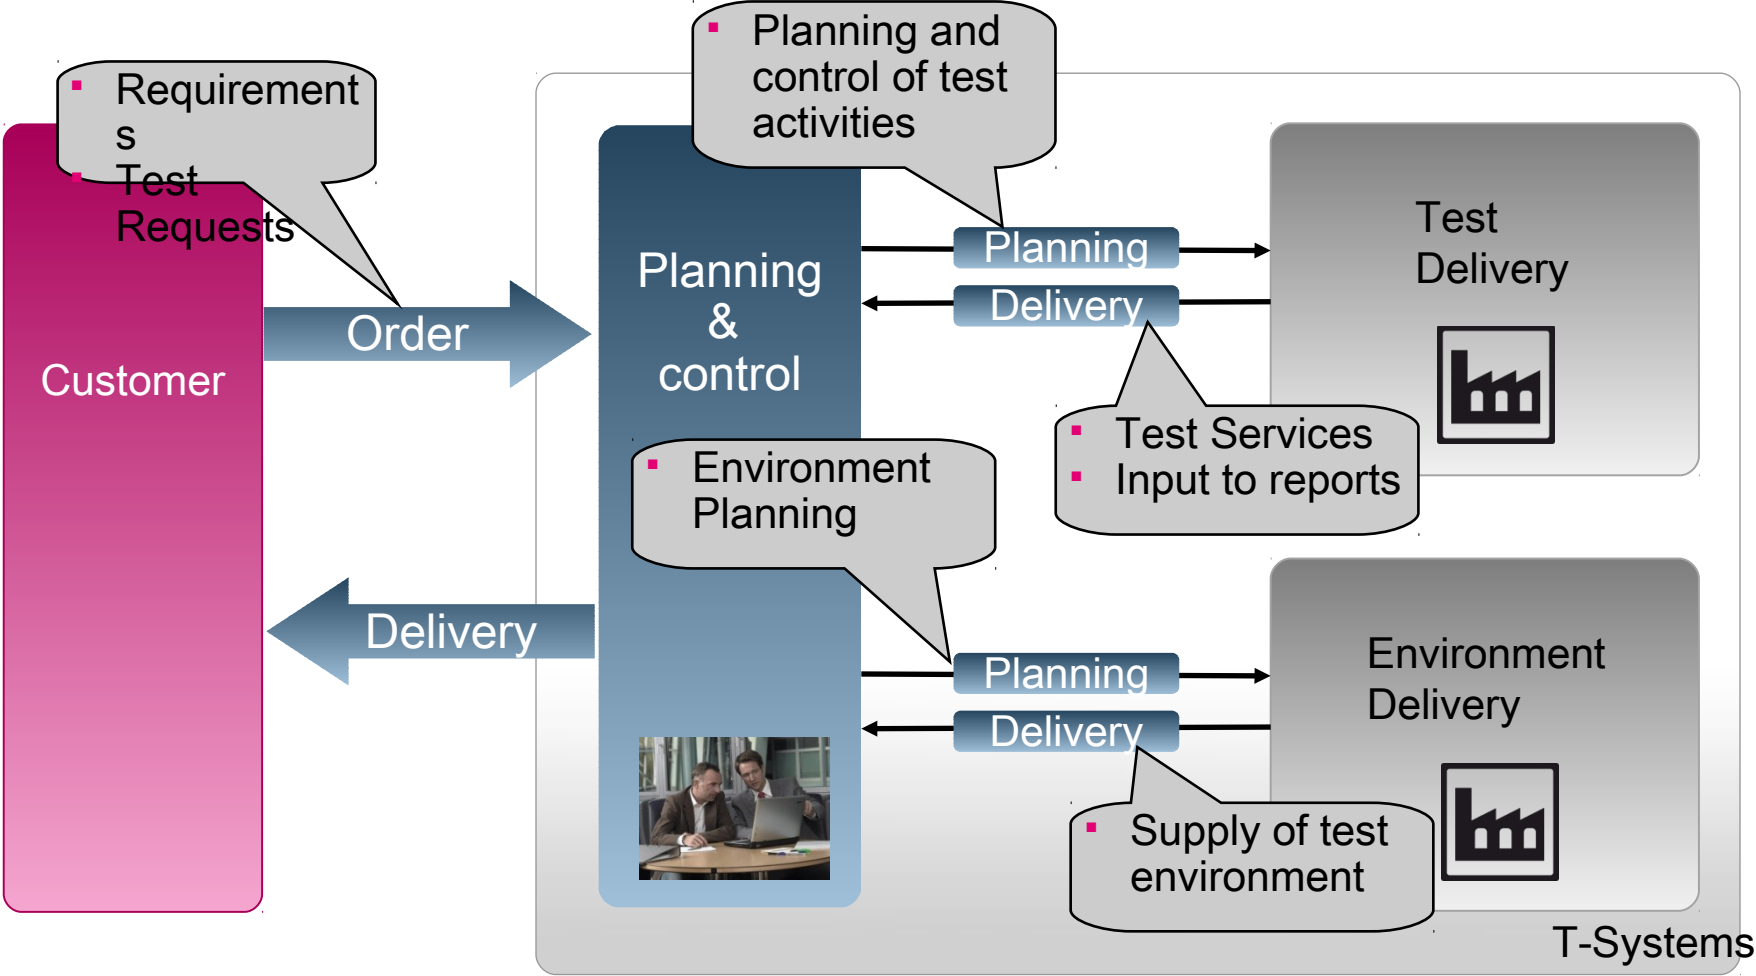 Planning and
control of test
activities
Requirement
s
Test
Requests
Customer
Order
Delivery
Planning
&
control
Planning
Delivery
Test
Delivery
Test Services
Input to reports
Environment
Planning
Planning
Delivery
Environment
Delivery
Supply of test
environment
T-Systems